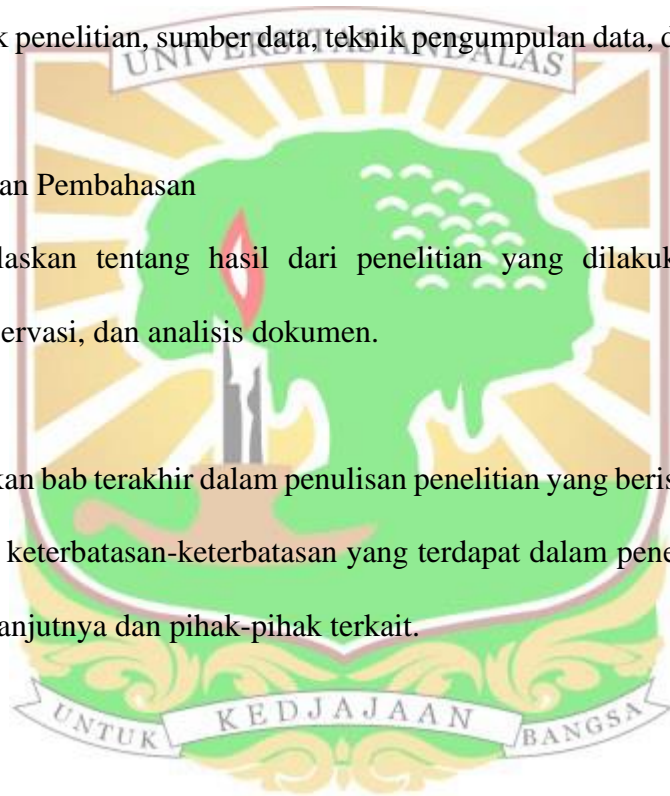 k penelitian, sumber data, teknik pengumpulan data, d
UNIVERSITAS ANDALAS
an Pembahasan
laskan tentang hasil dari penelitian yang dilakuk
ervasi, dan analisis dokumen.
kan bab terakhir dalam penulisan penelitian yang beris
keterbatasan-keterbatasan yang terdapat dalam pene
anjutnya dan pihak-pihak terkait.
UNTUK KEDJAJAAN BANGSA